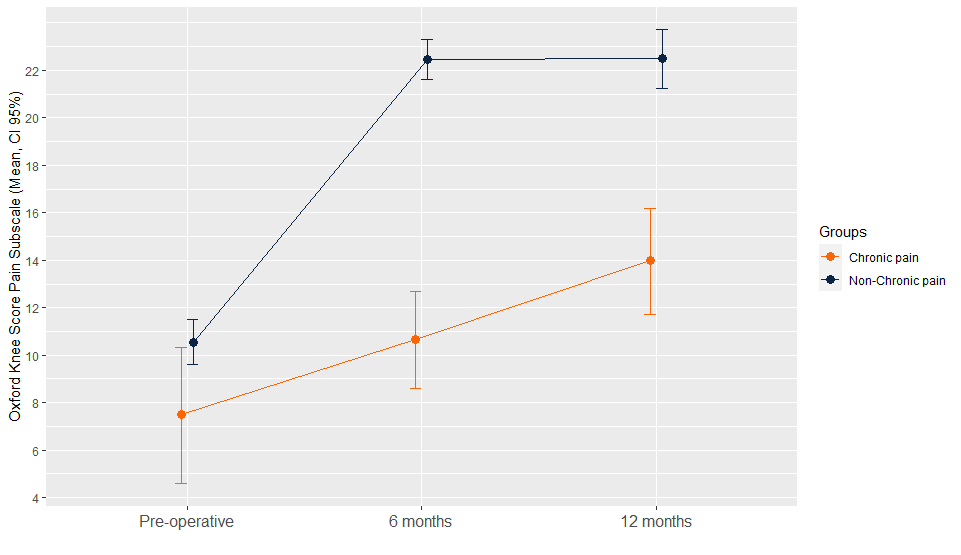 Oxford Knee Score Pain Subscale (Mean, CI 95%)
22
20
18
16
14
12
10
8
6
4
Pre-operative
6 months
12 months
Groups
Chronic pain
Non-Chronic pain